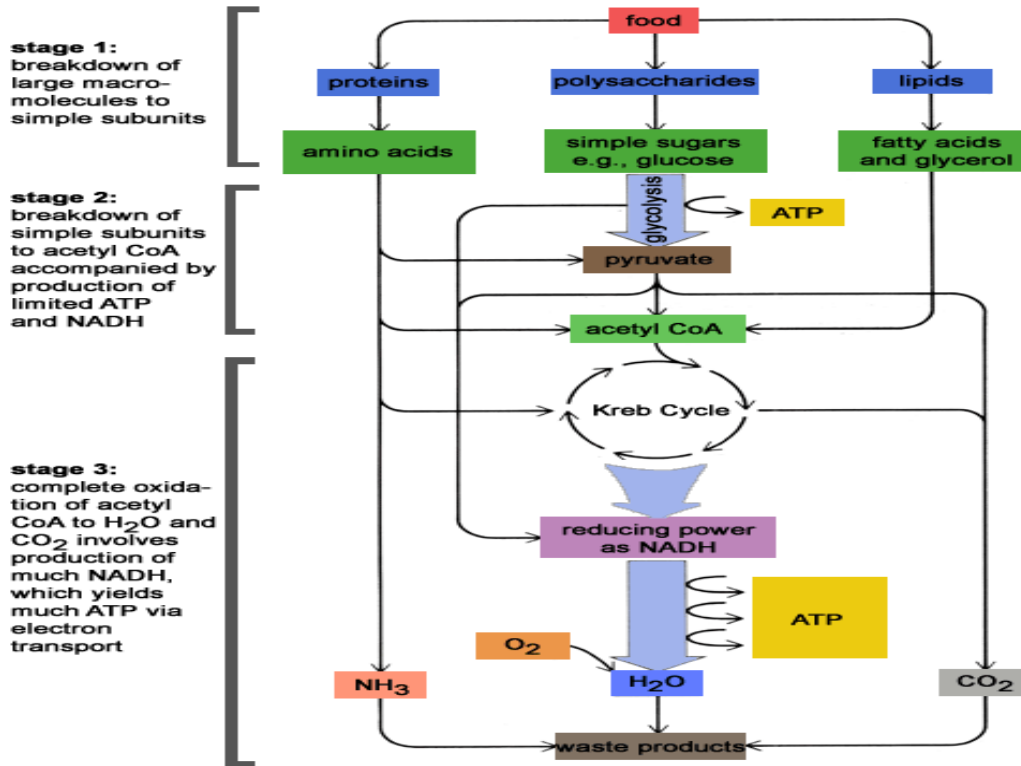 food
stage 1:
breakdown of
large macro-
molecules to
simple subunits
proteins
polysaccharides
lipids
amino acids
simple sugars
e.g., glucose
fatty acids
and glycerol
stage 2:
breakdown of
simple subunits
to acetyl CoA
accompanied by
production of
limited ATP
and NADH
glycolysis
ATP
pyruvate
acetyl CoA
Kreb Cycle
stage 3:
complete oxida-
tion of acetyl
CoA to H₂O and
CO₂ involves
production of
much NADH,
which yields
much ATP via
electron
transport
reducing power
as NADH
ATP
O₂
NH₃
H₂O
CO₂
waste products